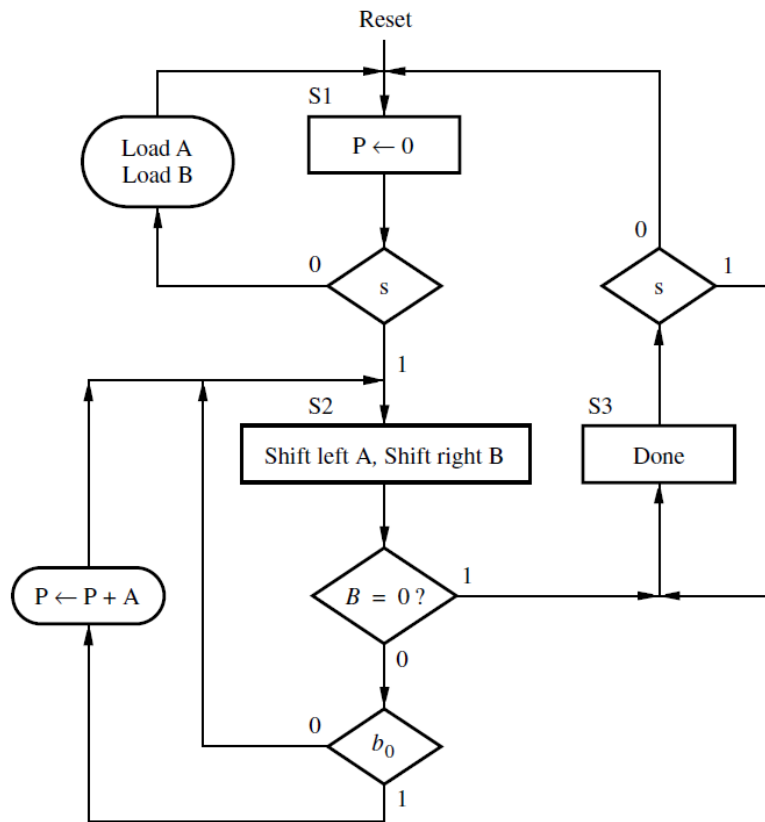 Reset
S1
P ← 0
Load A
Load B
0
s
1
0
s
1
S2
Shift left A, Shift right B
S3
Done
P ← P + A
B = 0 ?
1
0
0
b₀
1